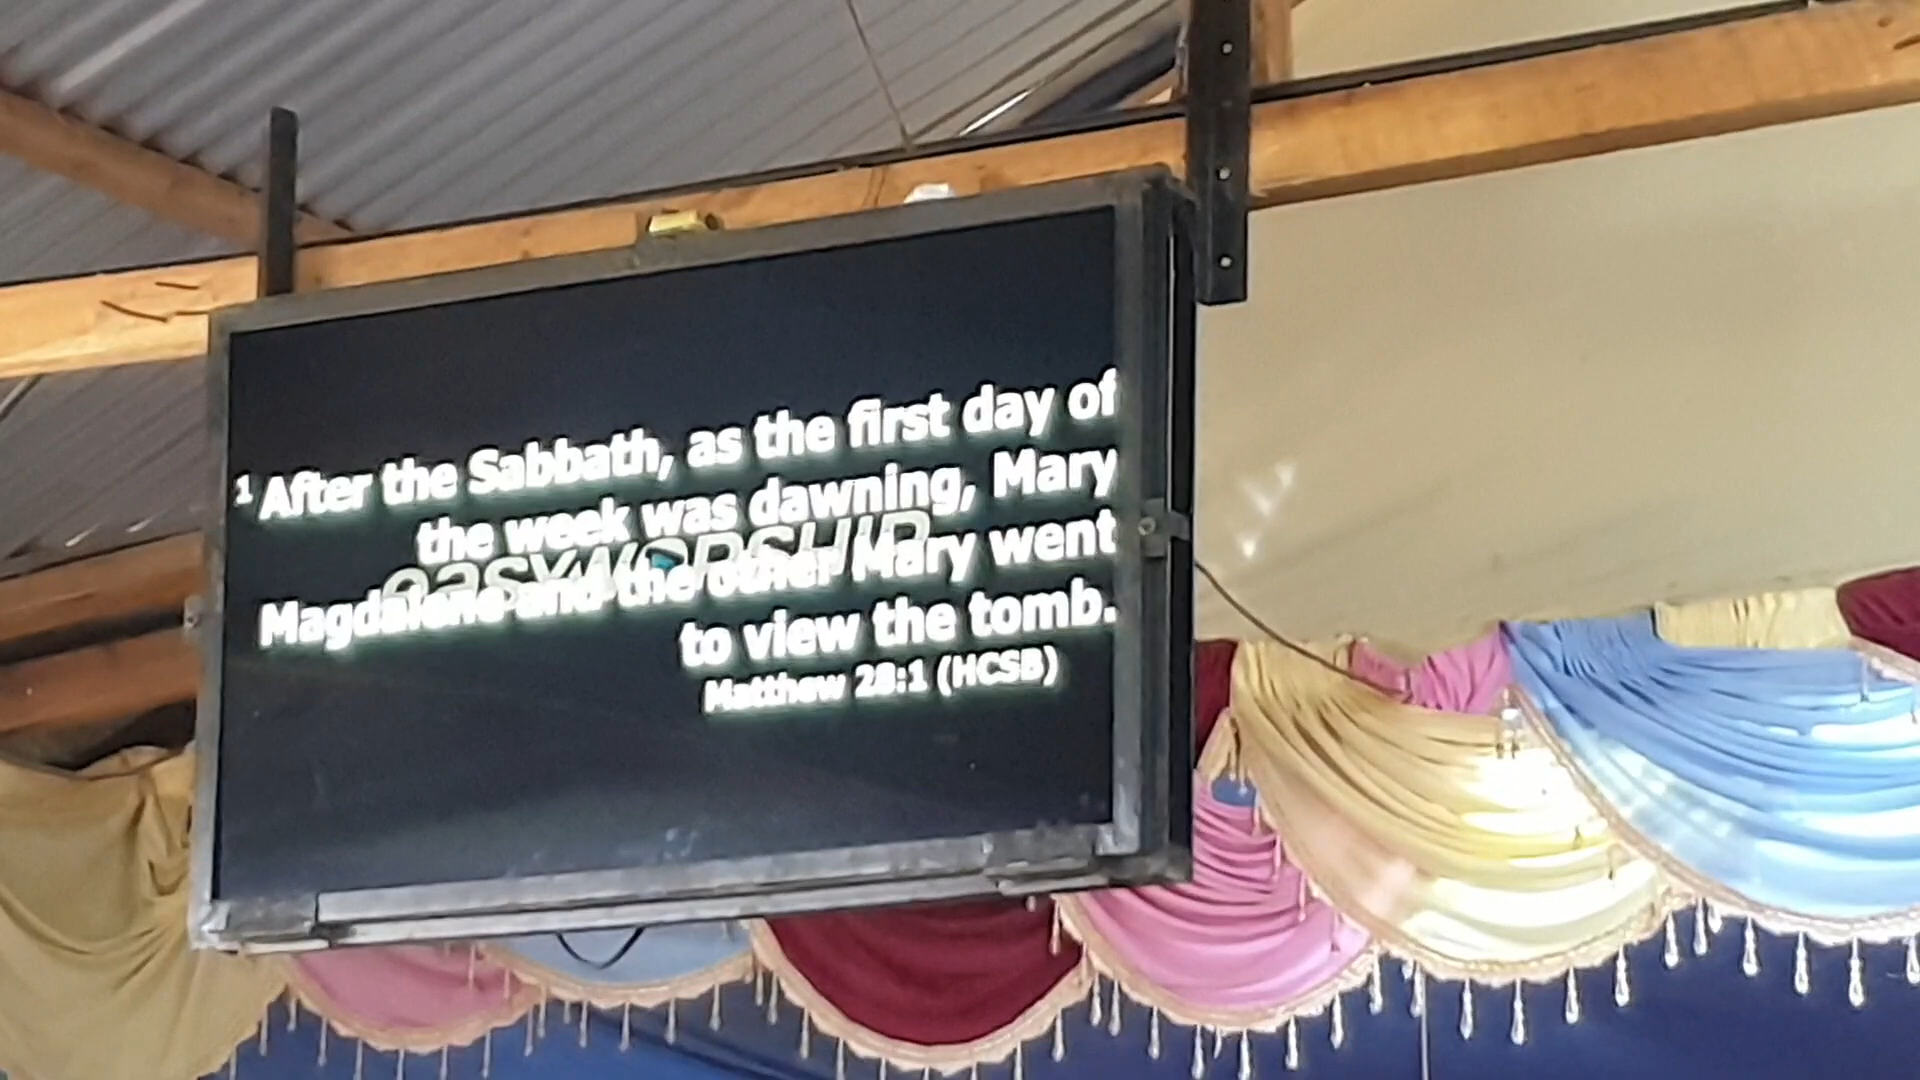 1 After the Sabbath, as the first day of
the week was dawning, Mary
easyworship
Magdalene and the other Mary went
to view the tomb.
Matthew 28:1 (HCSB)